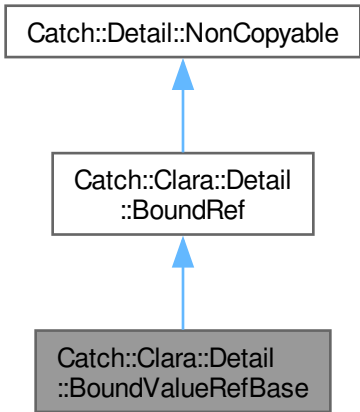 Catch::Detail::NonCopyable
Catch::Clara::Detail
::BoundRef
Catch::Clara::Detail
::BoundValueRefBase